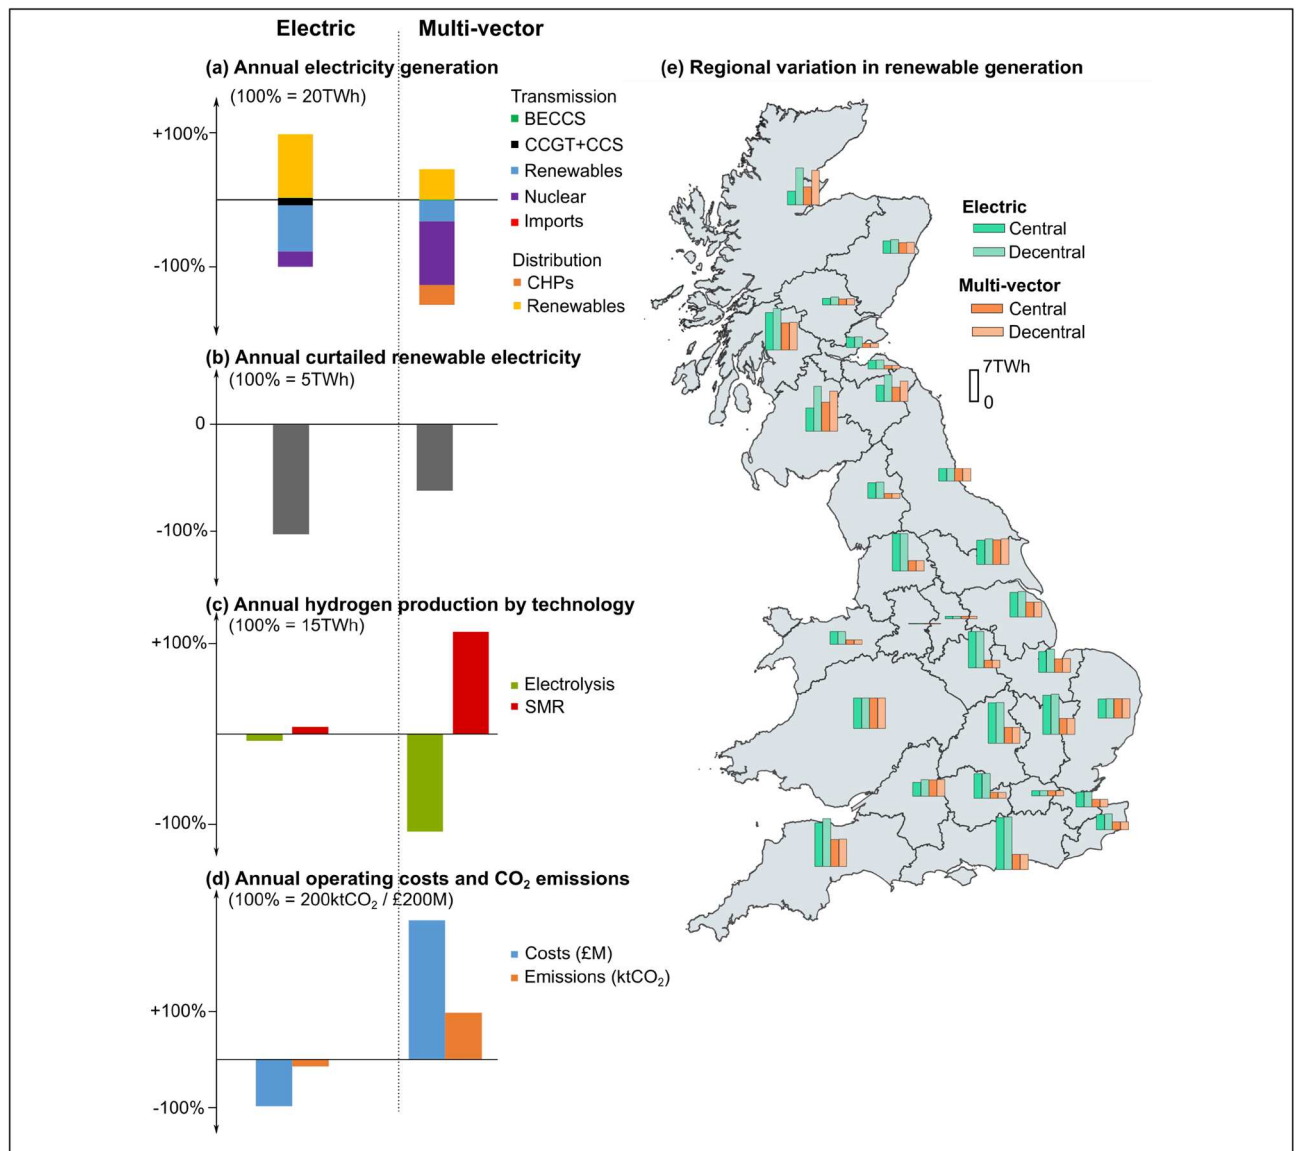 Electric
Multi-vector
(a) Annual electricity generation
(100% = 20TWh)
+100%
-100%
Transmission
BECCS
CCGT+CCS
Renewables
Nuclear
Imports
Distribution
CHPs
Renewables
(b) Annual curtailed renewable electricity
(100% = 5TWh)
0
-100%
(c) Annual hydrogen production by technology
(100% = 15TWh)
+100%
-100%
Electrolysis
SMR
(d) Annual operating costs and CO₂ emissions
(100% = 200ktCO₂ / £200M)
+100%
-100%
Costs (£M)
Emissions (ktCO₂)
(e) Regional variation in renewable generation
Electric
Central
Decentral
Multi-vector
Central
Decentral
7TWh
0